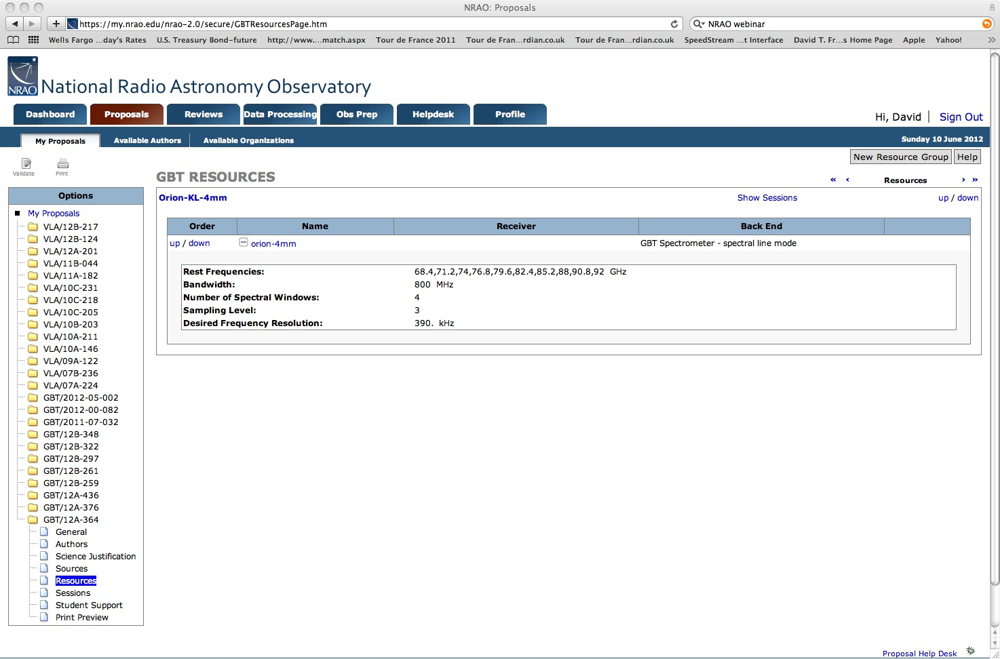 NRAO: Proposals
https://my.nrao.edu/nrao-2.0/secure/GBTResourcesPage.htm
NRAO webinar
Wells Fargo ...day's Rates U.S. Treasury Bond-future http://www....match.aspx Tour de France 2011 Tour de Fran...rdian.co.uk Tour de Fran...rdian.co.uk SpeedStream ...t Interface David T. Fr...s Home Page Apple Yahoo!
NRAO
National Radio Astronomy Observatory
Dashboard Proposals Reviews Data Processing Obs Prep Helpdesk Profile
Hi, David | Sign Out
My Proposals Available Authors Available Organizations
Sunday 10 June 2012
New Resource Group Help
Validate Print
GBT RESOURCES
« ‹ Resources › »
Options
My Proposals
VLA/12B-217
VLA/12B-124
VLA/12A-201
VLA/11B-044
VLA/11A-182
VLA/10C-231
VLA/10C-218
VLA/10C-205
VLA/10B-203
VLA/10A-211
VLA/10A-146
VLA/09A-122
VLA/07B-236
VLA/07A-224
GBT/2012-05-002
GBT/2012-00-082
GBT/2011-07-032
GBT/12B-348
GBT/12B-322
GBT/12B-297
GBT/12B-261
GBT/12B-259
GBT/12A-436
GBT/12A-376
GBT/12A-364
General
Authors
Science Justification
Sources
Resources
Sessions
Student Support
Print Preview
Orion-KL-4mm Show Sessions up / down
Order Name Receiver Back End
up / down orion-4mm GBT Spectrometer - spectral line mode
Rest Frequencies: 68.4,71.2,74,76.8,79.6,82.4,85.2,88,90.8,92 GHz
Bandwidth: 800 MHz
Number of Spectral Windows: 4
Sampling Level: 3
Desired Frequency Resolution: 390. kHz
Proposal Help Desk